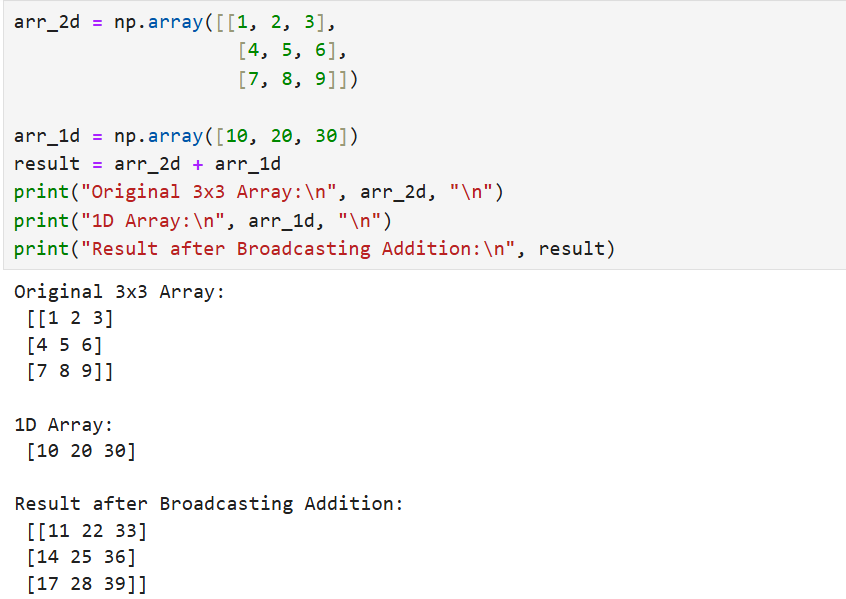 arr_2d = np.array([[1, 2, 3],
                    [4, 5, 6],
                    [7, 8, 9]])

arr_1d = np.array([10, 20, 30])
result = arr_2d + arr_1d
print("Original 3x3 Array:\n", arr_2d, "\n")
print("1D Array:\n", arr_1d, "\n")
print("Result after Broadcasting Addition:\n", result)
Original 3x3 Array:
 [[1 2 3]
 [4 5 6]
 [7 8 9]]

1D Array:
 [10 20 30]

Result after Broadcasting Addition:
 [[11 22 33]
 [14 25 36]
 [17 28 39]]